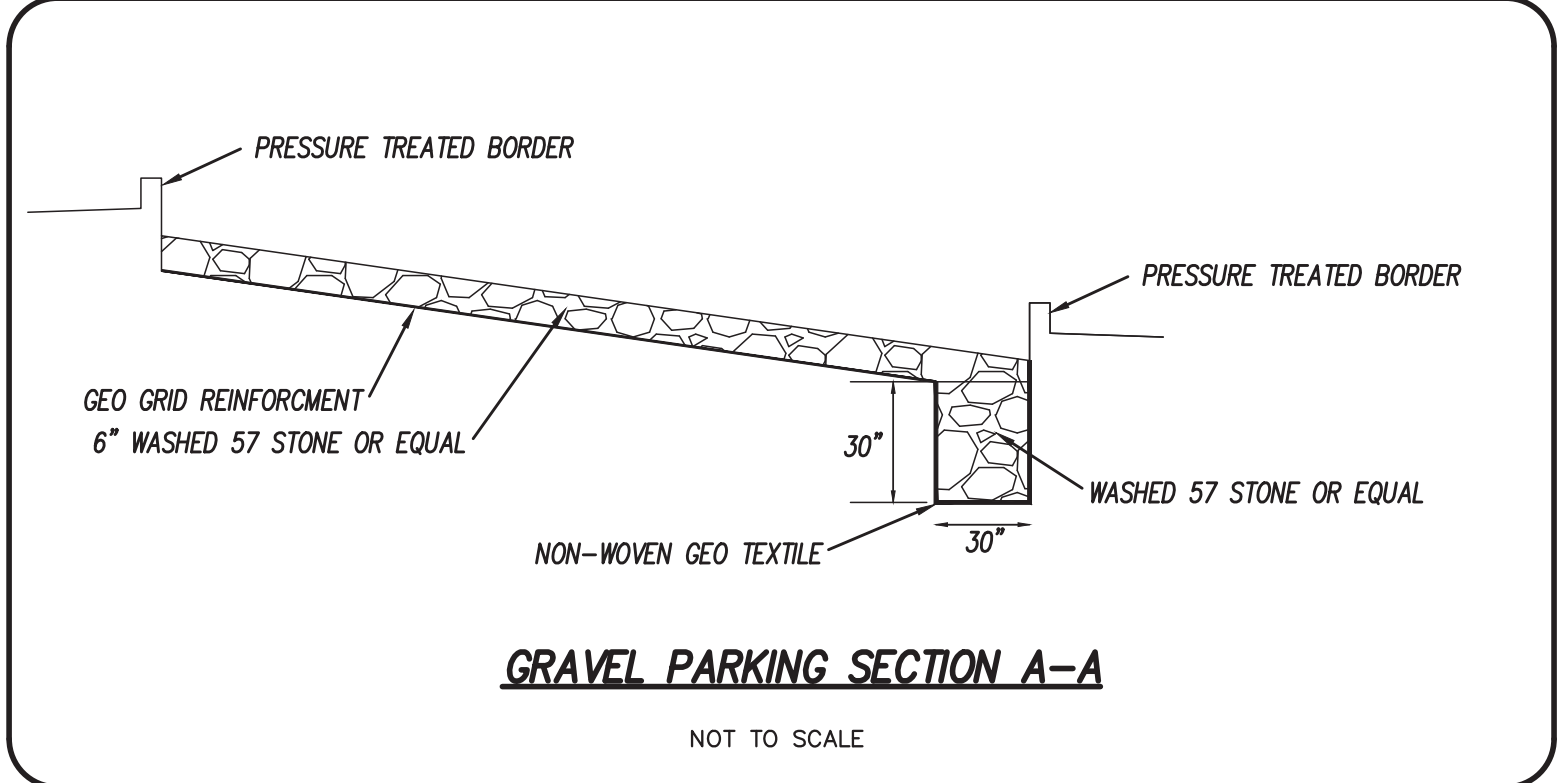 PRESSURE TREATED BORDER
PRESSURE TREATED BORDER
GEO GRID REINFORCMENT
6" WASHED 57 STONE OR EQUAL
30"
WASHED 57 STONE OR EQUAL
30"
NON-WOVEN GEO TEXTILE
GRAVEL PARKING SECTION A-A
NOT TO SCALE